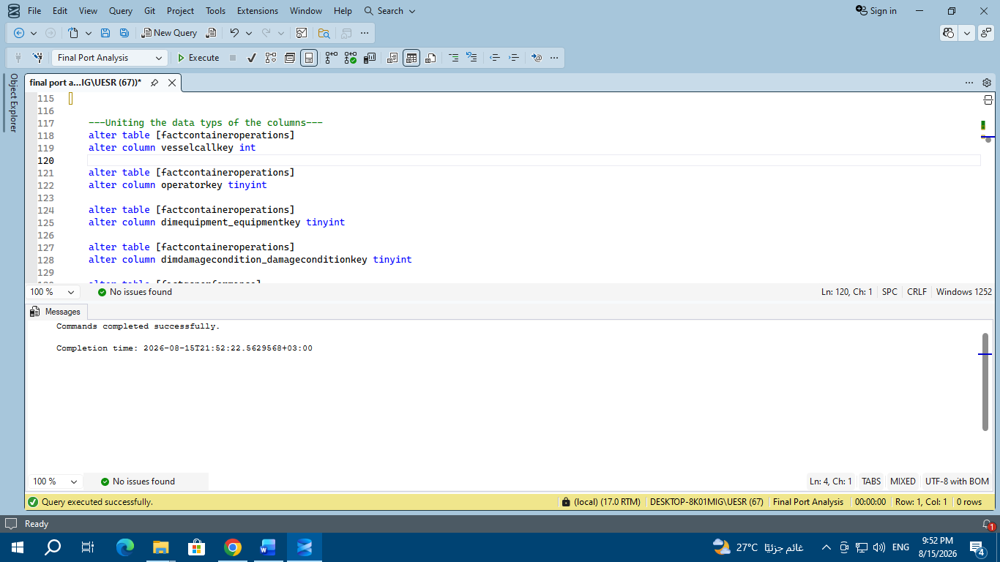 File Edit View Query Git Project Tools Extensions Window Help Search Sign in
New Query
Final Port Analysis Execute
final port a...IG\UESR (67))*
Object Explorer
115
116
117 ---Uniting the data typs of the columns---
118 alter table [factcontaineroperations]
119 alter column vesselcallkey int
120
121 alter table [factcontaineroperations]
122 alter column operatorkey tinyint
123
124 alter table [factcontaineroperations]
125 alter column dimequipment_equipmentkey tinyint
126
127 alter table [factcontaineroperations]
128 alter column dimdamagecondition_damageconditionkey tinyint
129
100 % No issues found Ln: 120, Ch: 1 SPC CRLF Windows 1252
Messages
Commands completed successfully.
Completion time: 2026-08-15T21:52:22.5629568+03:00
100 % No issues found Ln: 4, Ch: 1 TABS MIXED UTF-8 with BOM
Query executed successfully. (local) (17.0 RTM) DESKTOP-8K01MIG\UESR (67) Final Port Analysis 00:00:00 Row: 1, Col: 1 0 rows
Ready 1
27°C غائم جزئيًا ENG 9:52 PM
8/15/2026 4